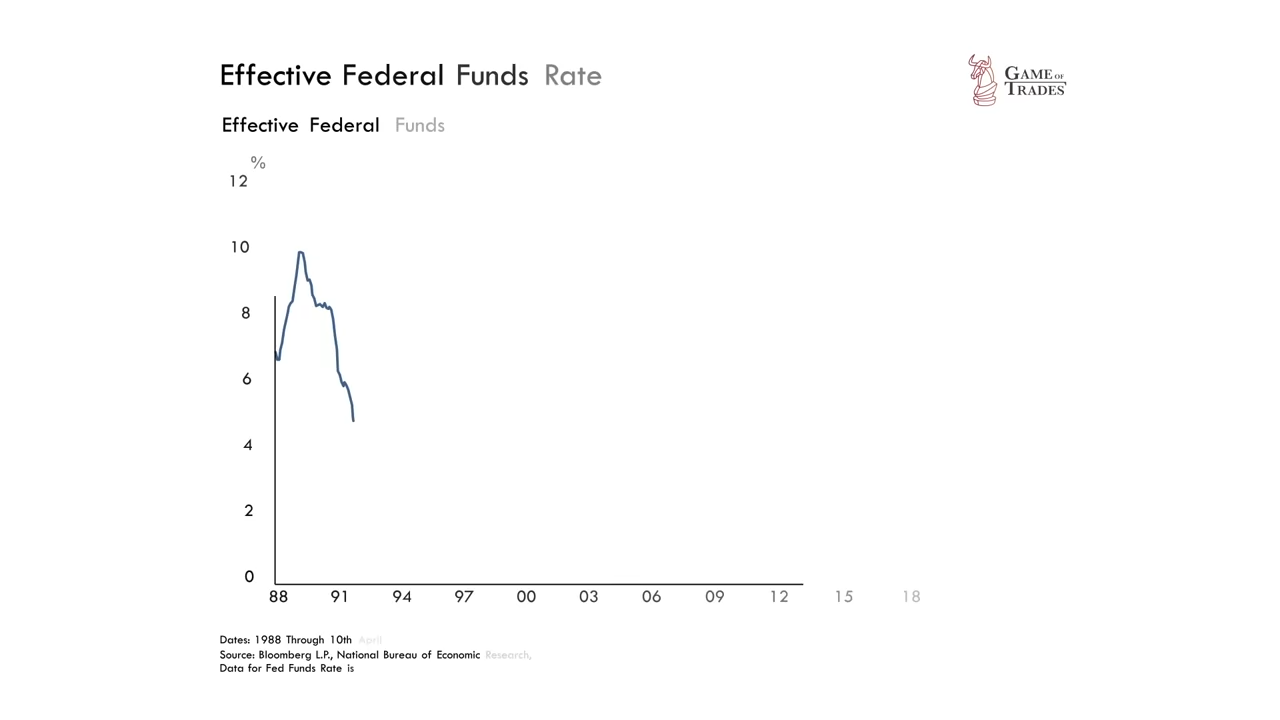 Effective Federal Funds Rate
GAME OF
TRADES
Effective Federal Funds
%
12
10
8
6
4
2
0
88 91 94 97 00 03 06 09 12 15 18
Dates: 1988 Through 10th April
Source: Bloomberg L.P., National Bureau of Economic Research,
Data for Fed Funds Rate is